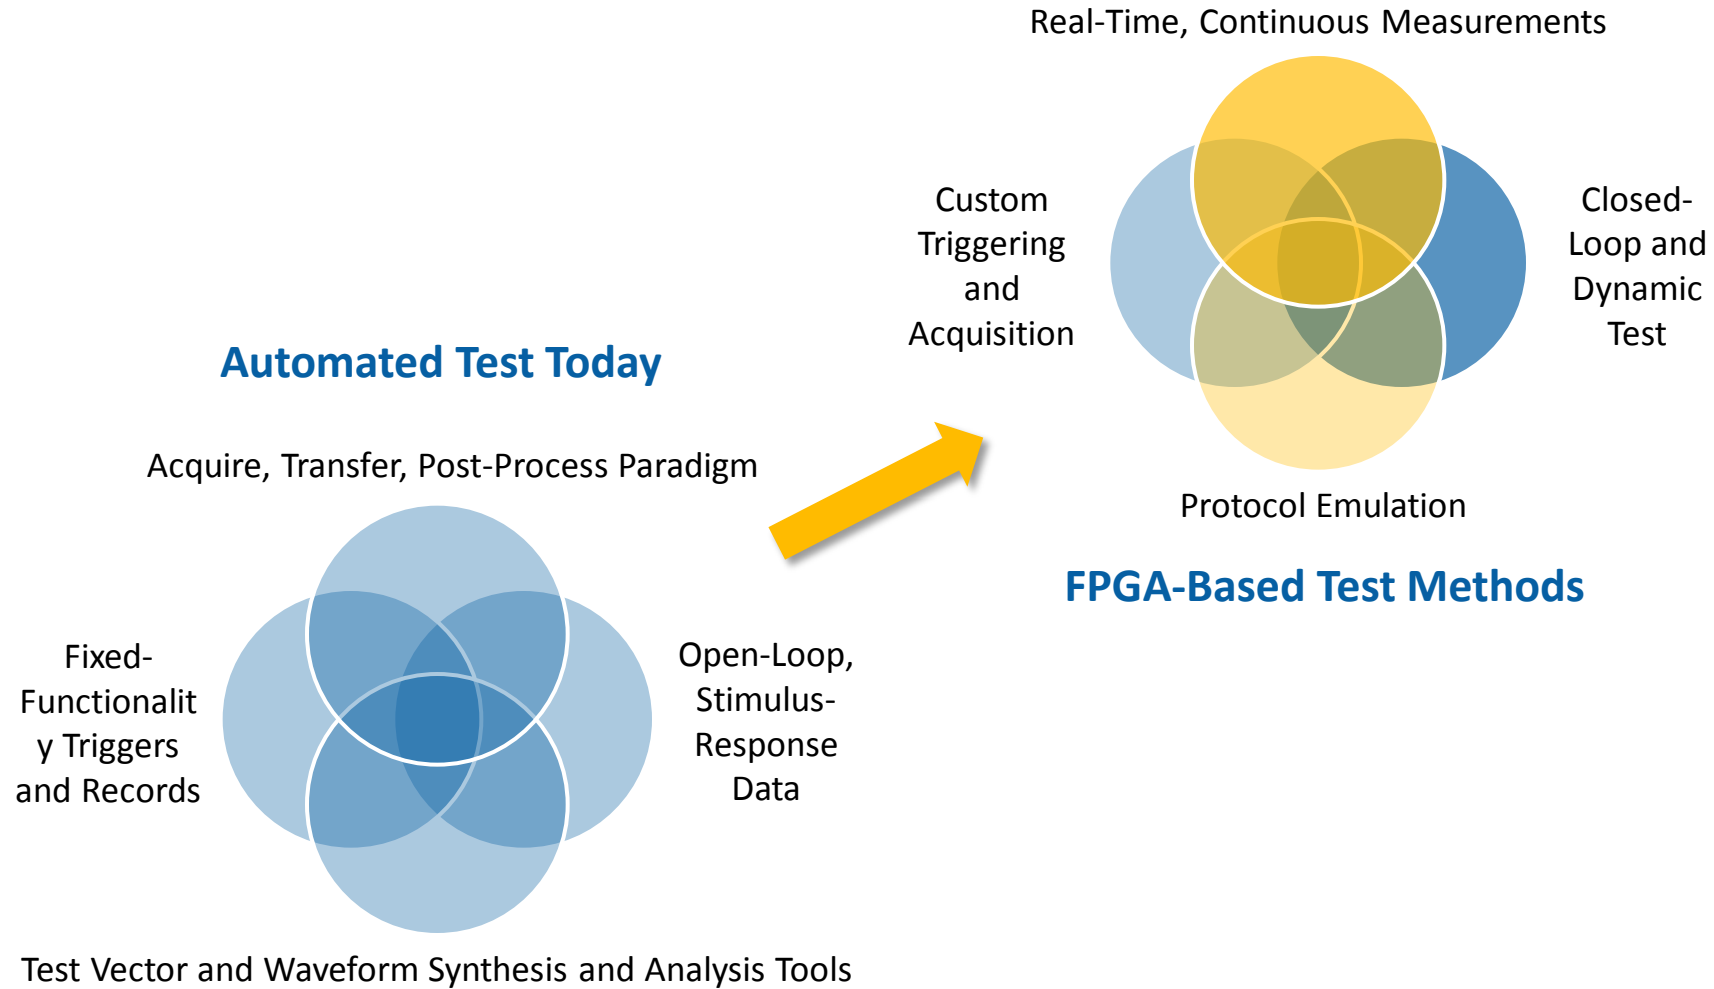 Real-Time, Continuous Measurements
Custom
Triggering
and
Acquisition
Closed-
Loop and
Dynamic
Test
Protocol Emulation
FPGA-Based Test Methods
Automated Test Today
Acquire, Transfer, Post-Process Paradigm
Fixed-
Functionalit
y Triggers
and Records
Open-Loop,
Stimulus-
Response
Data
Test Vector and Waveform Synthesis and Analysis Tools